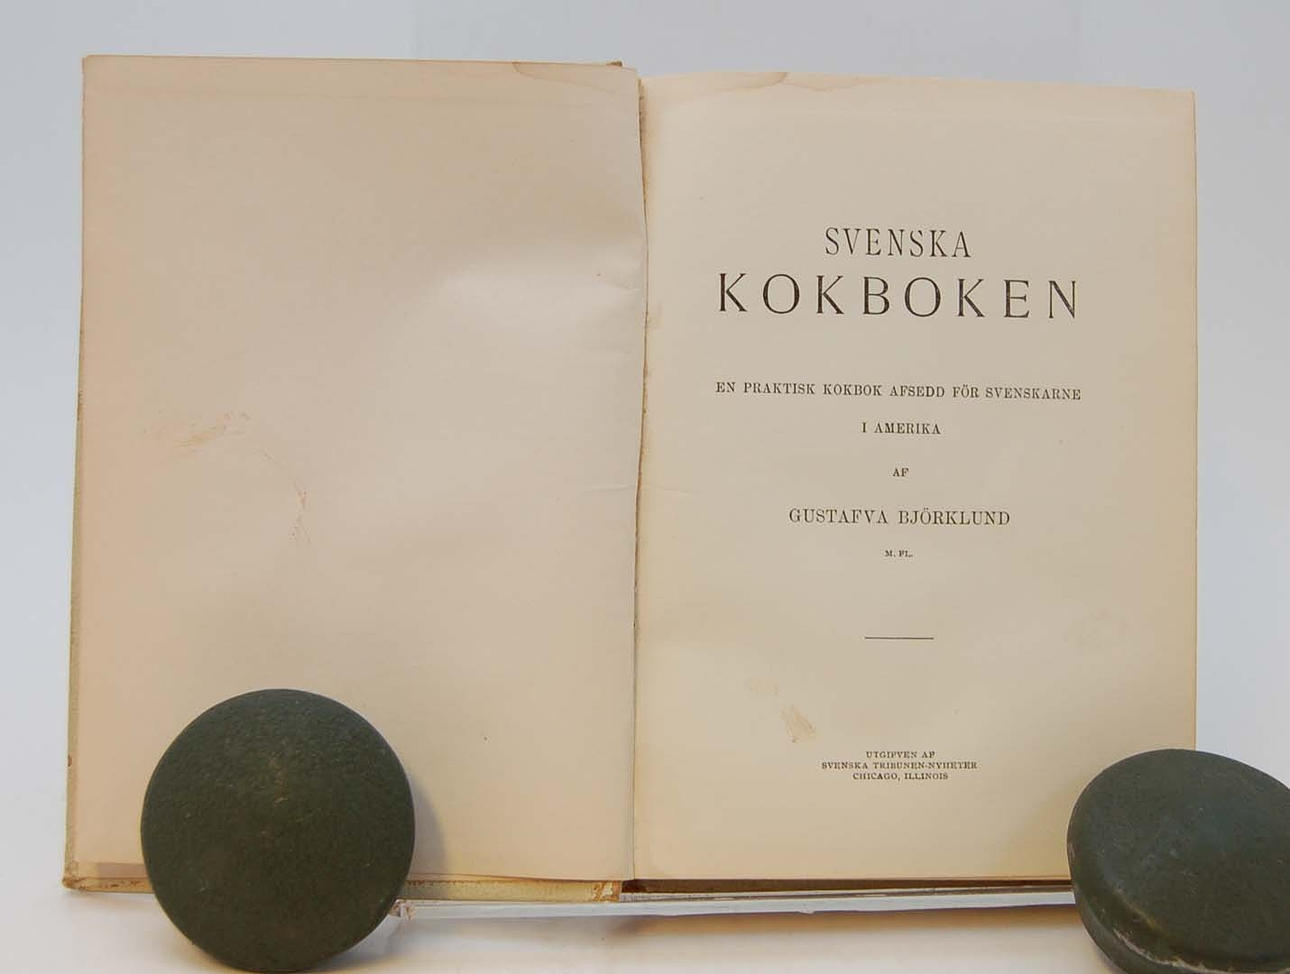 SVENSKA
KOKBOKEN
EN PRAKTISK KOKBOK AFSEDD FÖR SVENSKARNE
I AMERIKA
AF
GUSTAFVA BJÖRKLUND
M. FL.
UTGIFVEN AF
SVENSKA TRIBUNEN-NYHETER
CHICAGO, ILLINOIS